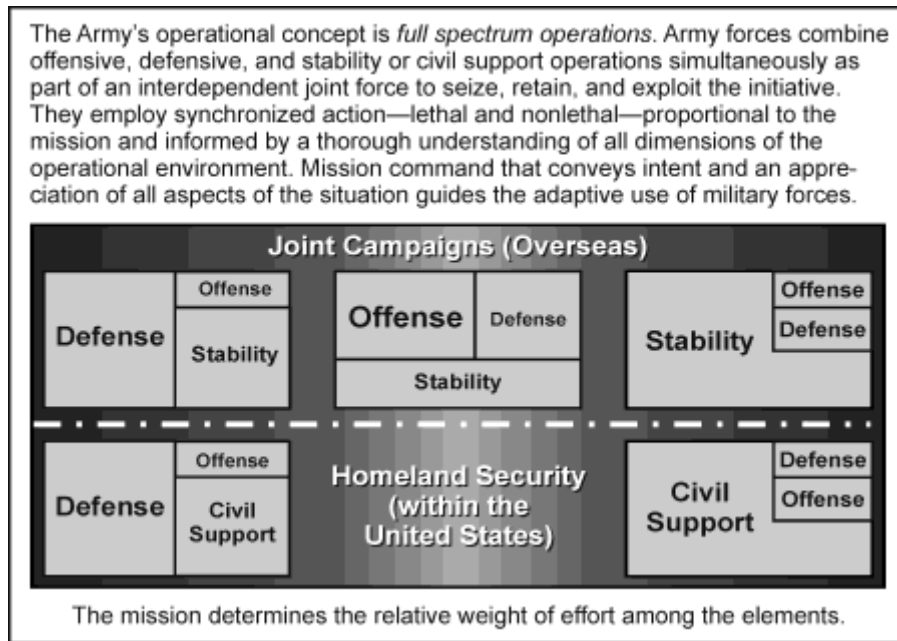 The Army's operational concept is full spectrum operations. Army forces combine
offensive, defensive, and stability or civil support operations simultaneously as
part of an interdependent joint force to seize, retain, and exploit the initiative.
They employ synchronized action—lethal and nonlethal—proportional to the
mission and informed by a thorough understanding of all dimensions of the
operational environment. Mission command that conveys intent and an appre-
ciation of all aspects of the situation guides the adaptive use of military forces.
Joint Campaigns (Overseas)
Defense
Offense
Stability
Offense
Defense
Stability
Stability
Offense
Defense
Defense
Offense
Civil
Support
Homeland Security
(within the
United States)
Civil
Support
Defense
Offense
The mission determines the relative weight of effort among the elements.